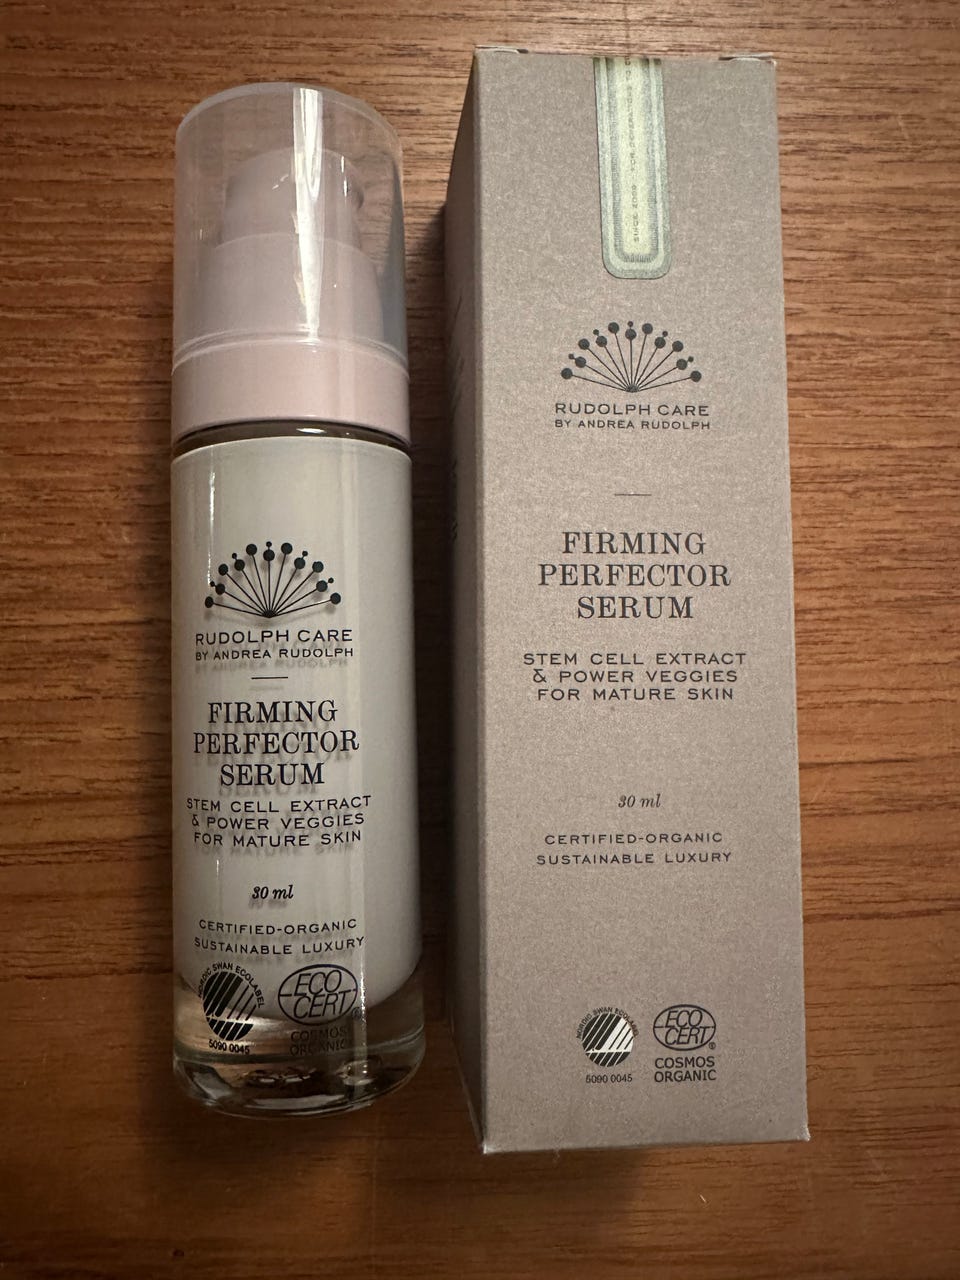 RUDOLPH CARE
BY ANDREA RUDOLPH
FIRMING
PERFECTOR
SERUM
STEM CELL EXTRACT
& POWER VEGGIES
FOR MATURE SKIN
30 ml
CERTIFIED-ORGANIC
SUSTAINABLE LUXURY
NORDIC SWAN ECOLABEL
5090 0045
ECO
CERT®
COSMOS
ORGANIC
RUDOLPH CARE
BY ANDREA RUDOLPH
FIRMING
PERFECTOR
SERUM
STEM CELL EXTRACT
& POWER VEGGIES
FOR MATURE SKIN
30 ml
CERTIFIED-ORGANIC
SUSTAINABLE LUXURY
NORDIC SWAN ECOLABEL
5090 0045
ECO
CERT®
COSMOS
ORGANIC